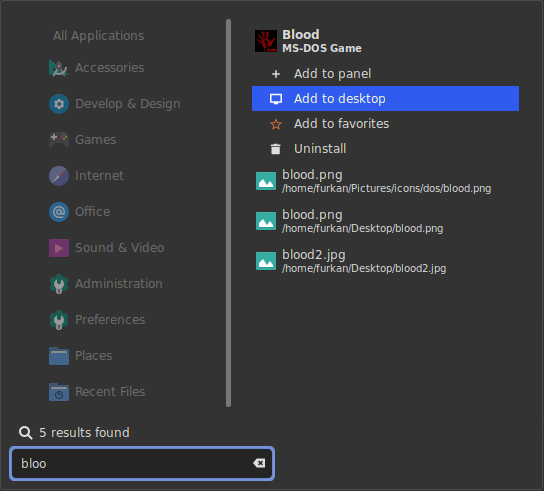 All Applications
Accessories
Develop & Design
Games
Internet
Office
Sound & Video
Administration
Preferences
Places
Recent Files
Blood
MS-DOS Game
Add to panel
Add to desktop
Add to favorites
Uninstall
blood.png
/home/furkan/Pictures/icons/dos/blood.png
blood.png
/home/furkan/Desktop/blood.png
blood2.jpg
/home/furkan/Desktop/blood2.jpg
5 results found
bloo